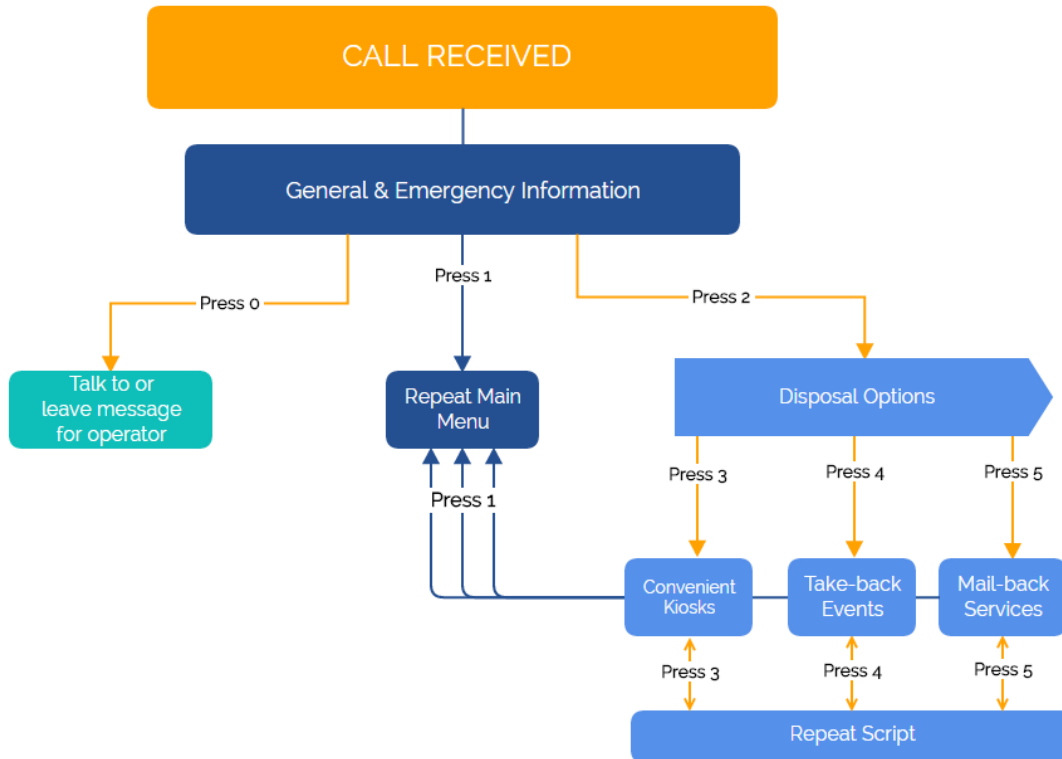 CALL RECEIVED
General & Emergency Information
Press 0
Press 1
Press 2
Talk to or
leave message
for operator
Repeat Main
Menu
Disposal Options
Press 3
Press 4
Press 5
Press 1
Convenient
Kiosks
Take-back
Events
Mail-back
Services
Press 3
Press 4
Press 5
Repeat Script